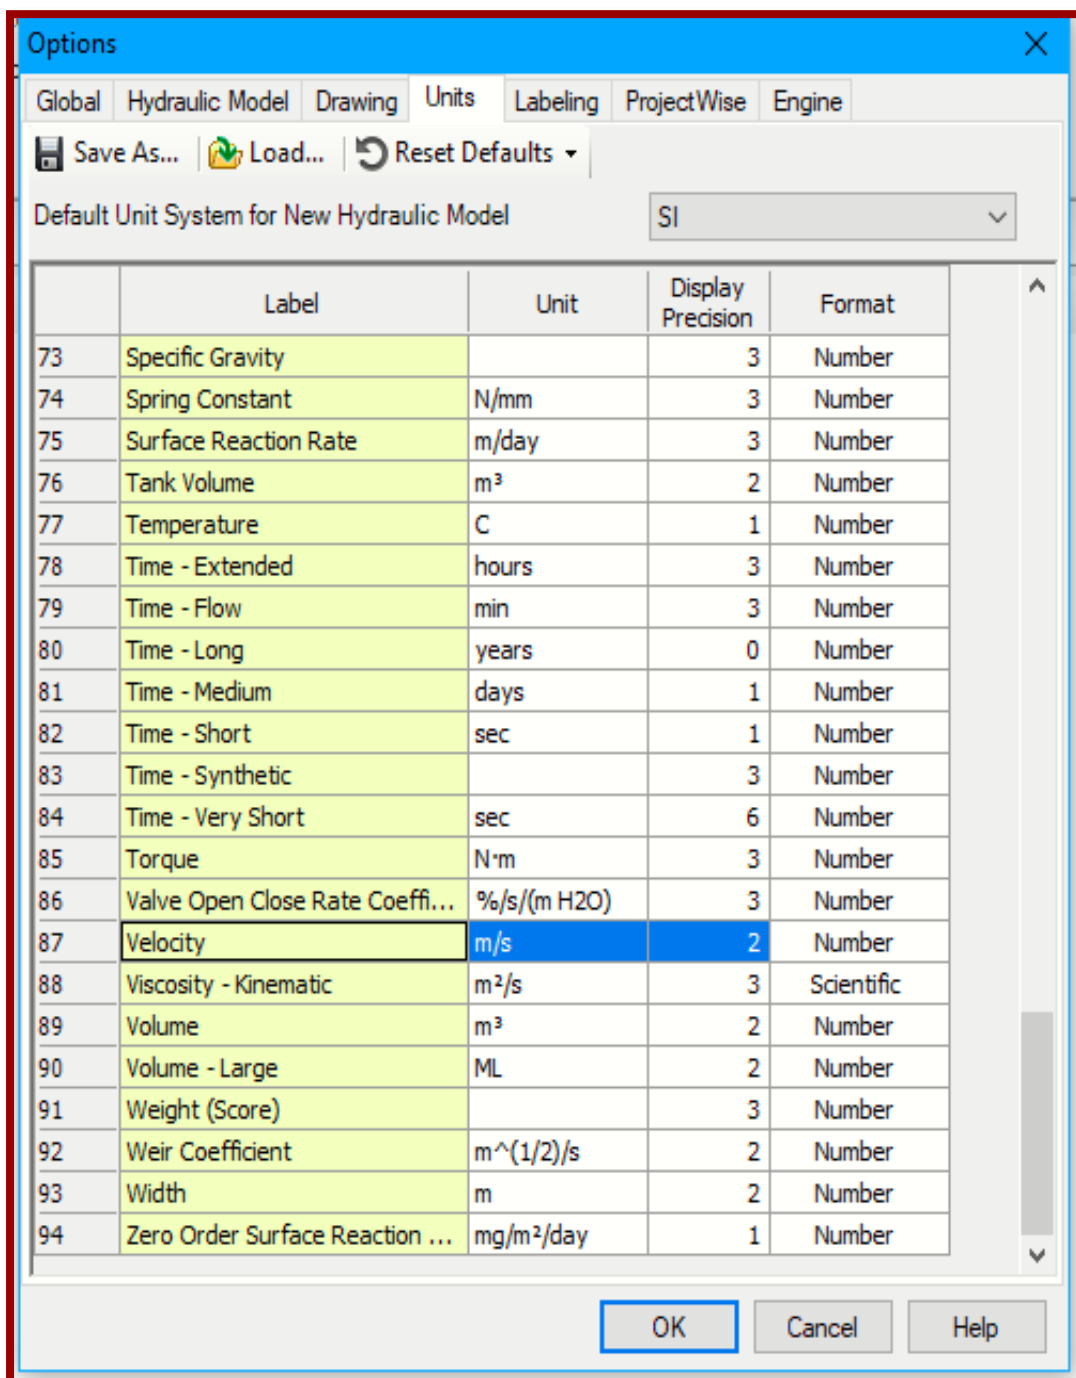 Options
Global Hydraulic Model Drawing Units Labeling ProjectWise Engine
Save As... Load... Reset Defaults
Default Unit System for New Hydraulic Model SI
Label Unit Display Precision Format
73 Specific Gravity 3 Number
74 Spring Constant N/mm 3 Number
75 Surface Reaction Rate m/day 3 Number
76 Tank Volume m³ 2 Number
77 Temperature C 1 Number
78 Time - Extended hours 3 Number
79 Time - Flow min 3 Number
80 Time - Long years 0 Number
81 Time - Medium days 1 Number
82 Time - Short sec 1 Number
83 Time - Synthetic 3 Number
84 Time - Very Short sec 6 Number
85 Torque N·m 3 Number
86 Valve Open Close Rate Coeffi... %/s/(m H2O) 3 Number
87 Velocity m/s 2 Number
88 Viscosity - Kinematic m²/s 3 Scientific
89 Volume m³ 2 Number
90 Volume - Large ML 2 Number
91 Weight (Score) 3 Number
92 Weir Coefficient m^(1/2)/s 2 Number
93 Width m 2 Number
94 Zero Order Surface Reaction ... mg/m²/day 1 Number
OK Cancel Help